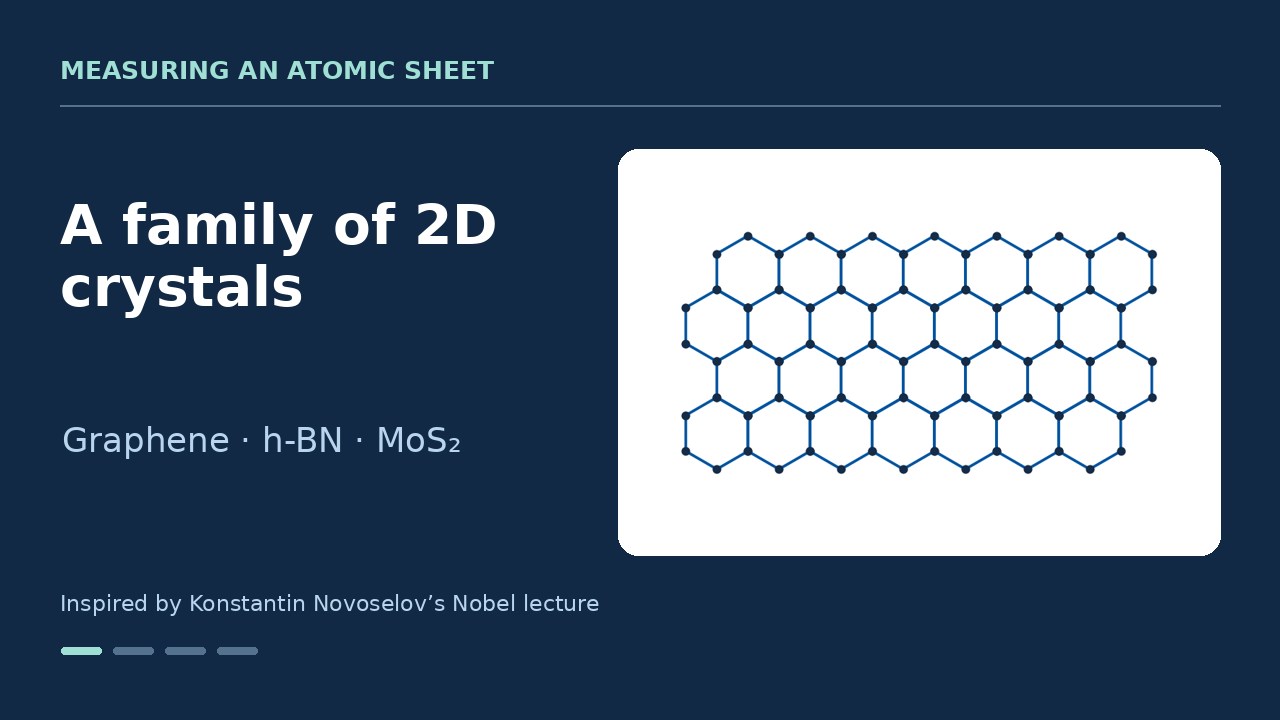 MEASURING AN ATOMIC SHEET
A family of 2D
crystals
Graphene · h-BN · MoS₂
Inspired by Konstantin Novoselov’s Nobel lecture